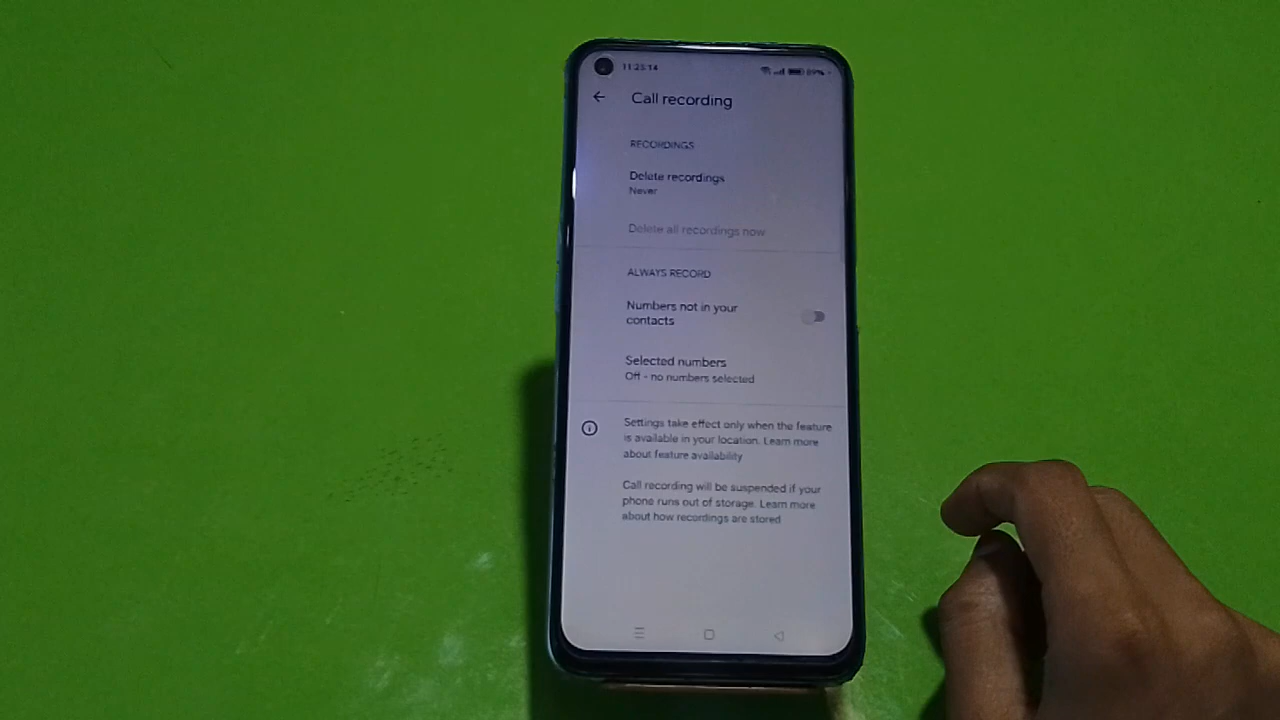 11:23:14
89%
Call recording
RECORDINGS
Delete recordings
Never
Delete all recordings now
ALWAYS RECORD
Numbers not in your
contacts
Selected numbers
Off - no numbers selected
Settings take effect only when the feature
is available in your location. Learn more
about feature availability
Call recording will be suspended if your
phone runs out of storage. Learn more
about how recordings are stored